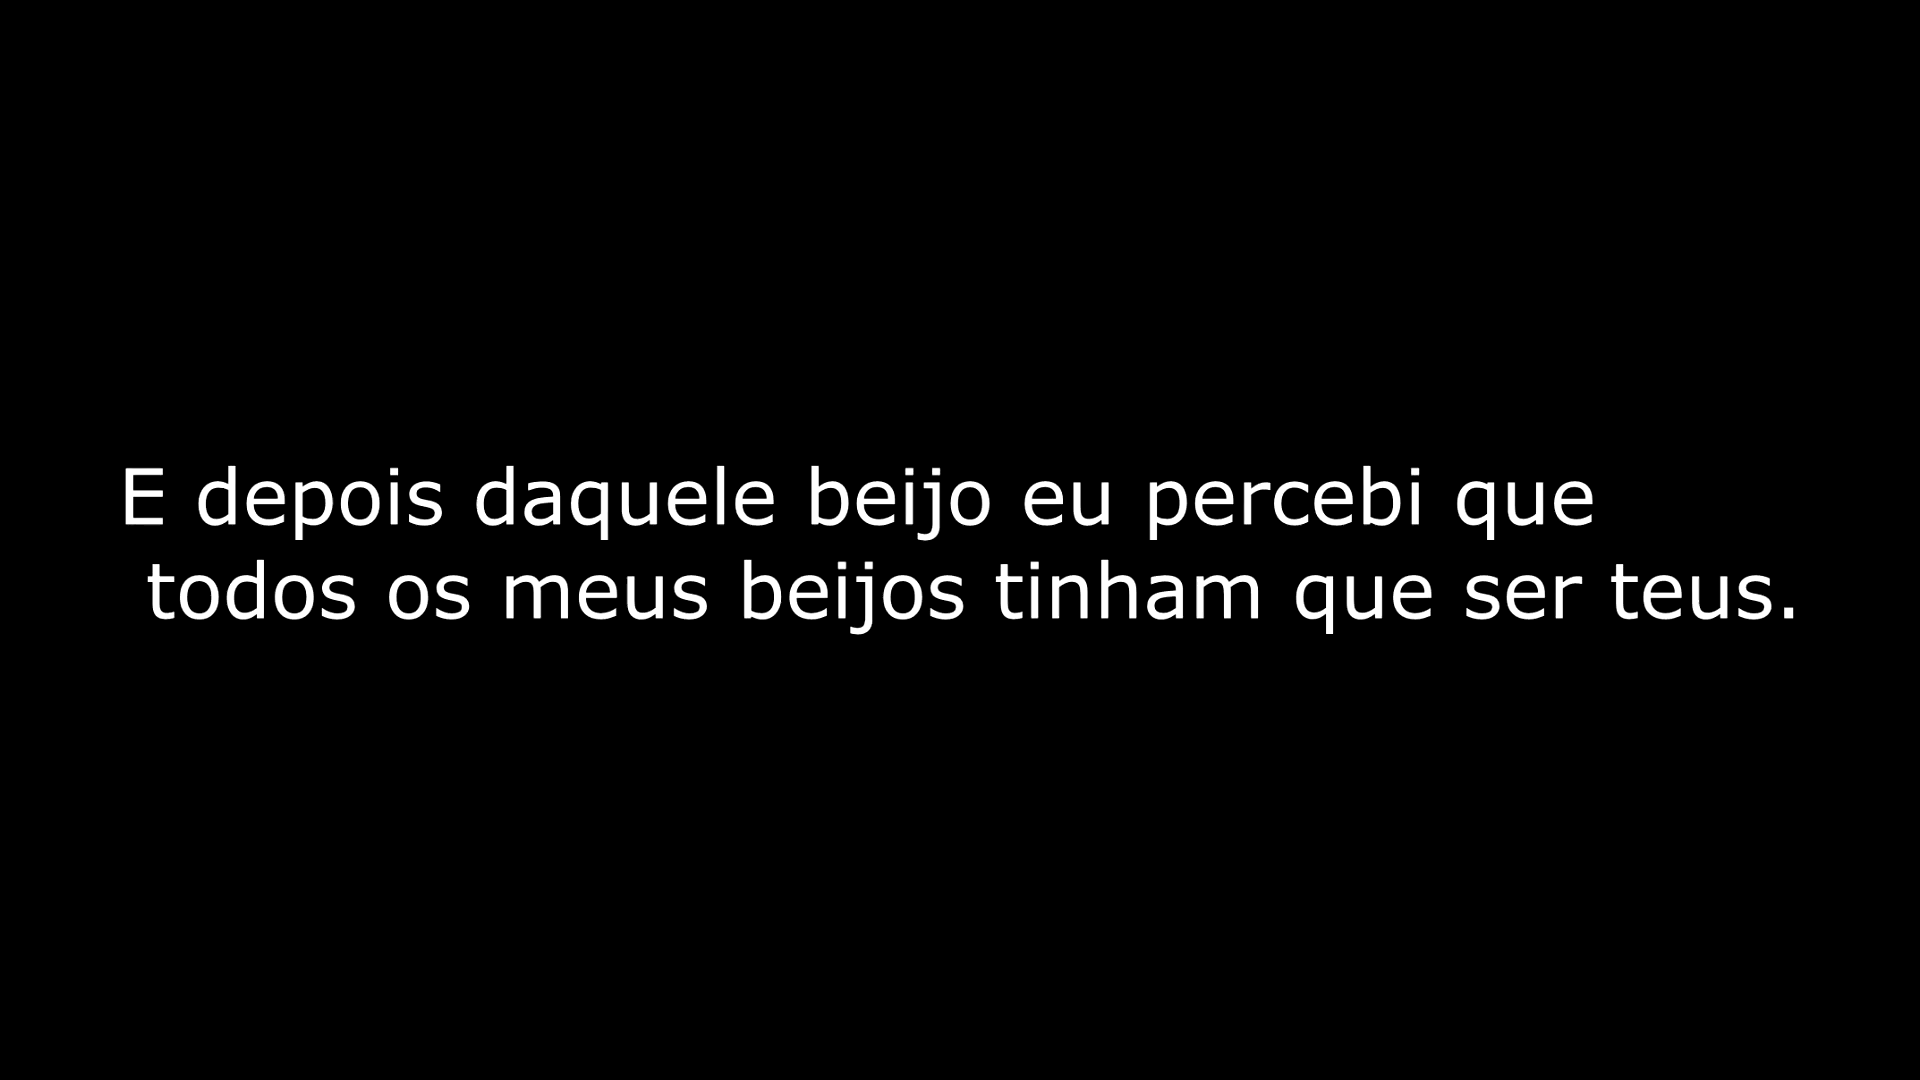 E depois daquele beijo eu percebi que
todos os meus beijos tinham que ser teus.